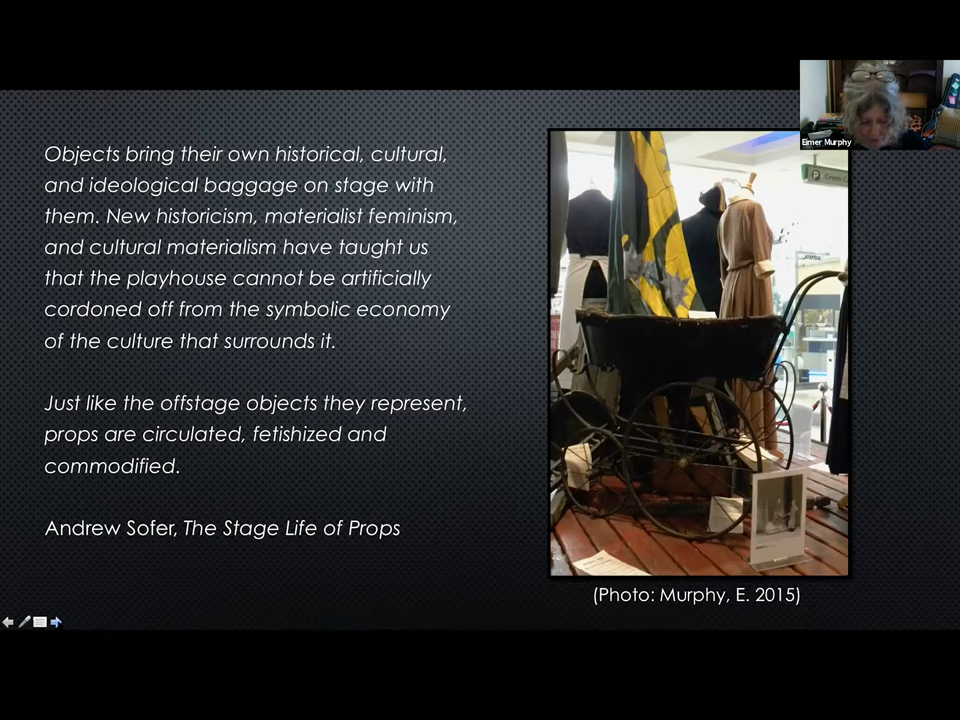 Objects bring their own historical, cultural,
and ideological baggage on stage with
them. New historicism, materialist feminism,
and cultural materialism have taught us
that the playhouse cannot be artificially
cordoned off from the symbolic economy
of the culture that surrounds it.
Just like the offstage objects they represent,
props are circulated, fetishized and
commodified.
Andrew Sofer, The Stage Life of Props
Eimer Murphy
P
(Photo: Murphy, E. 2015)